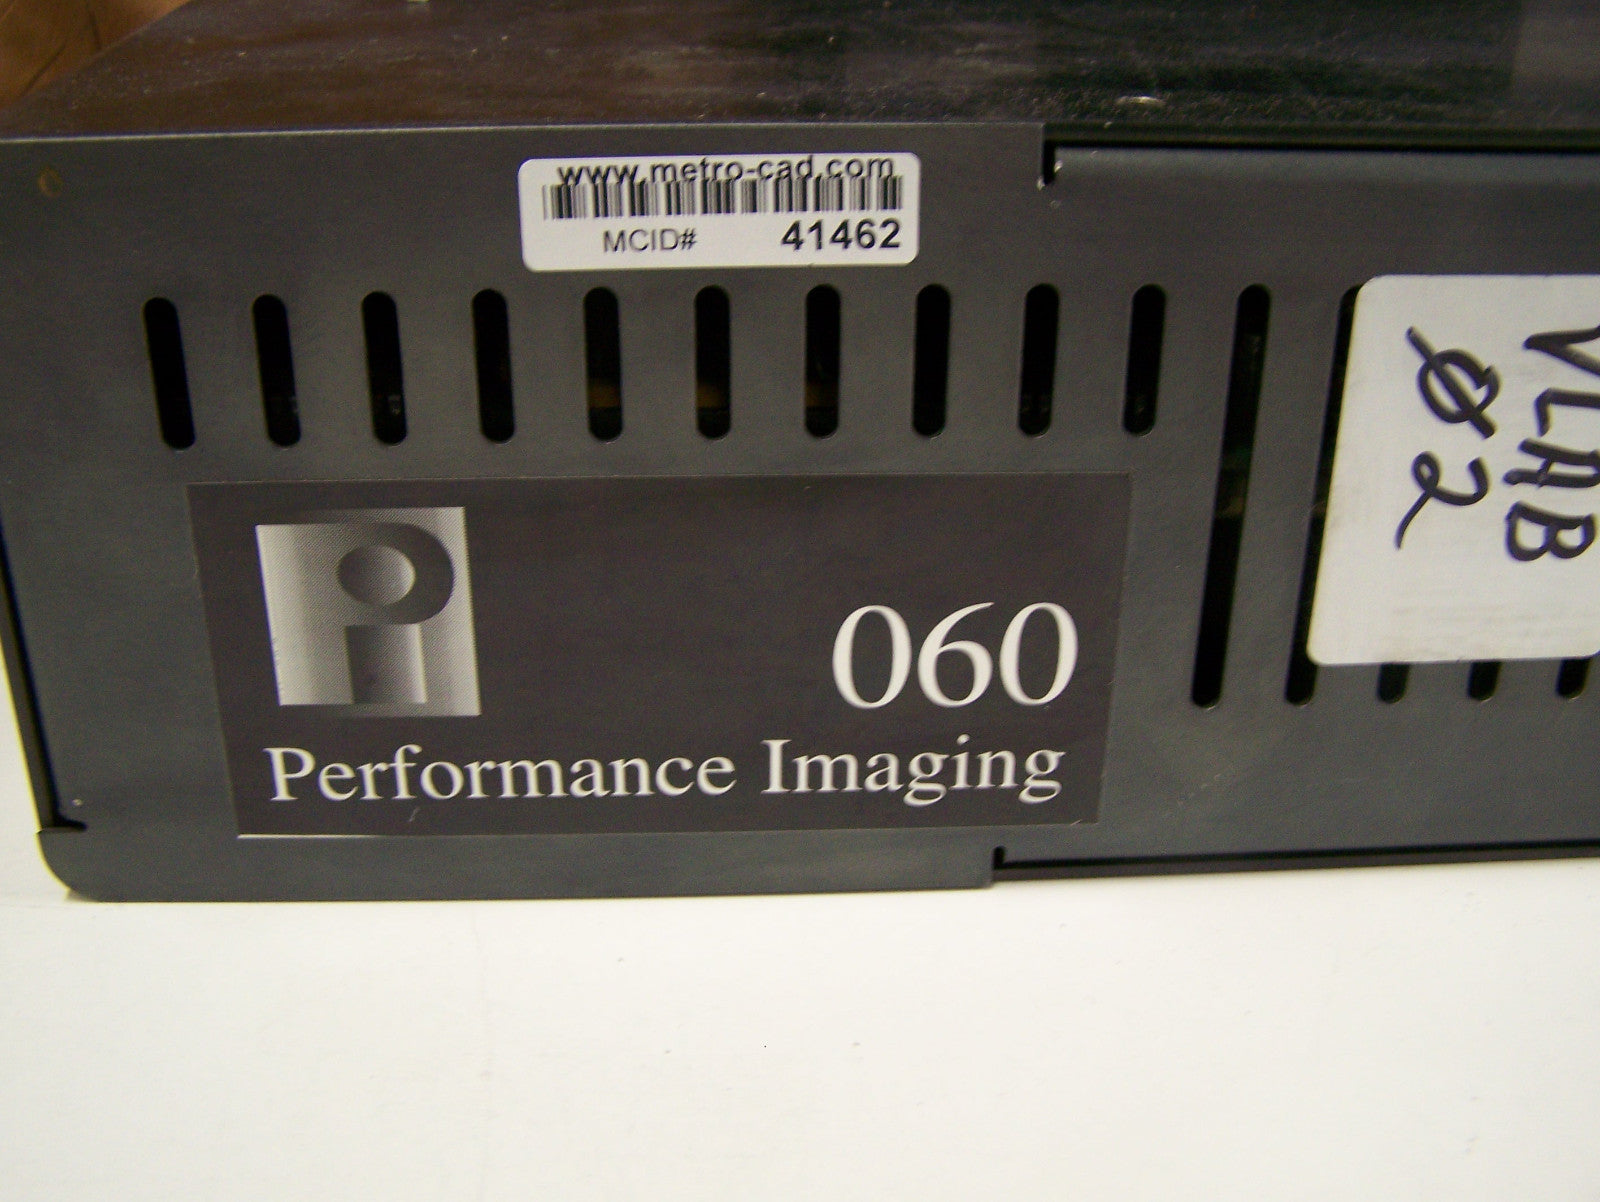 www.metro-cad.com
MCID# 41462
060
Performance Imaging
VLAB
Ø2